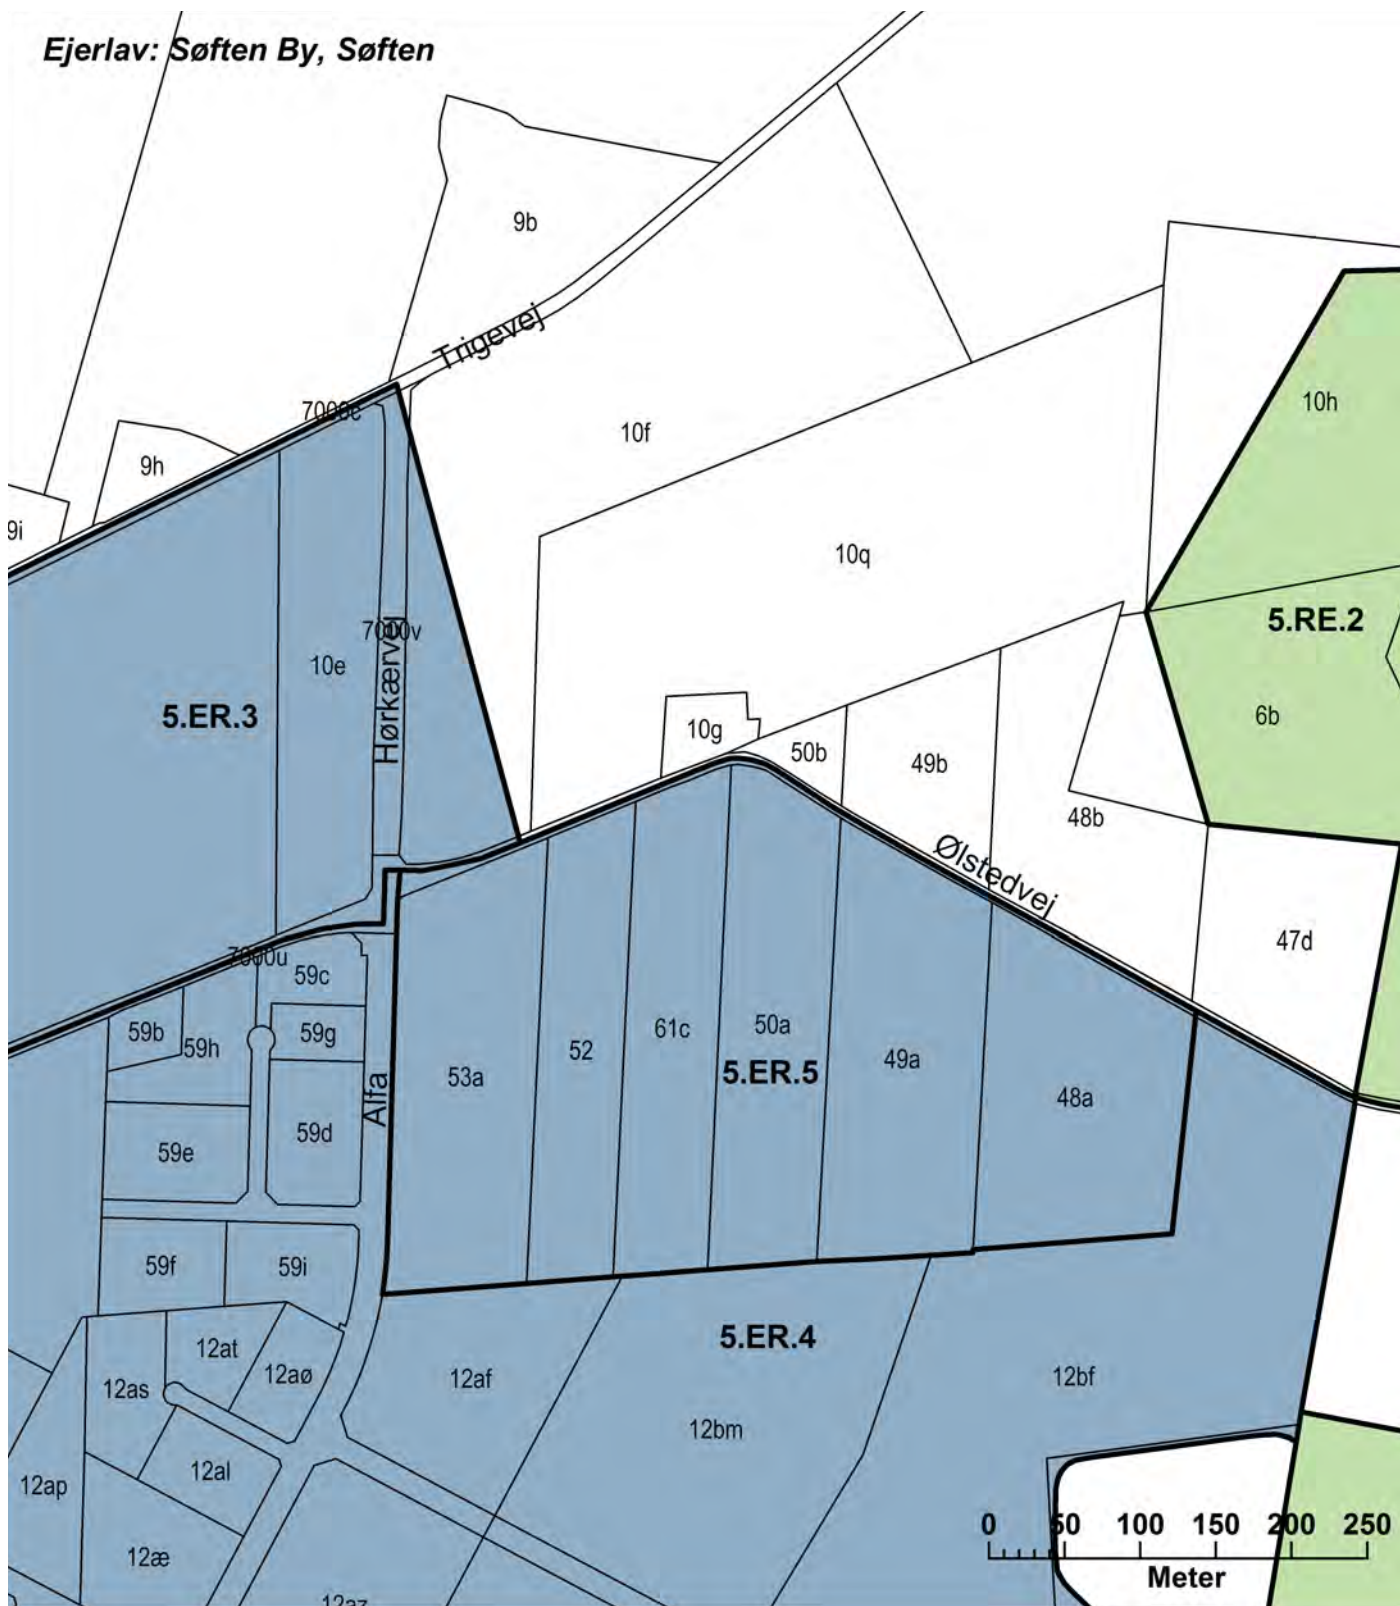 Ejerlav: Søften By, Søften
9b
Trigevej
10h
7000c
10f
9h
9i
10q
5.RE.2
7000v
10e
Hørkærvej
5.ER.3
6b
10g
50b
49b
48b
Ølstedvej
47d
7000u
59c
59b
59h
59g
61c
50a
52
49a
53a
5.ER.5
48a
Alfa
59d
59e
59f
59i
5.ER.4
12at
12aø
12as
12af
12bf
12bm
12al
12ap
12æ
0 50 100 150 200 250
Meter
12az